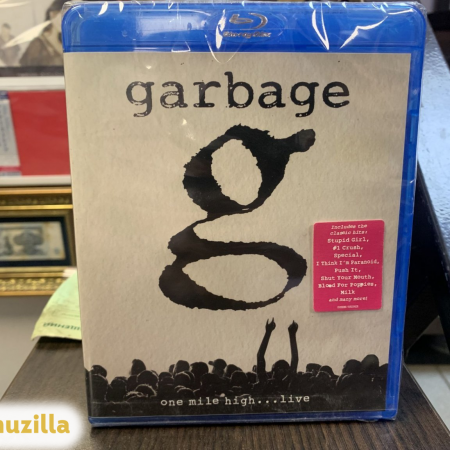 Blu-ray Disc
garbage
g
Includes the
classic hits:
Stupid Girl,
#1 Crush,
Special,
I Think I'm Paranoid,
Push It,
Shut Your Mouth,
Blood For Poppies,
Milk
and many more!
one mile high...live
uzilla